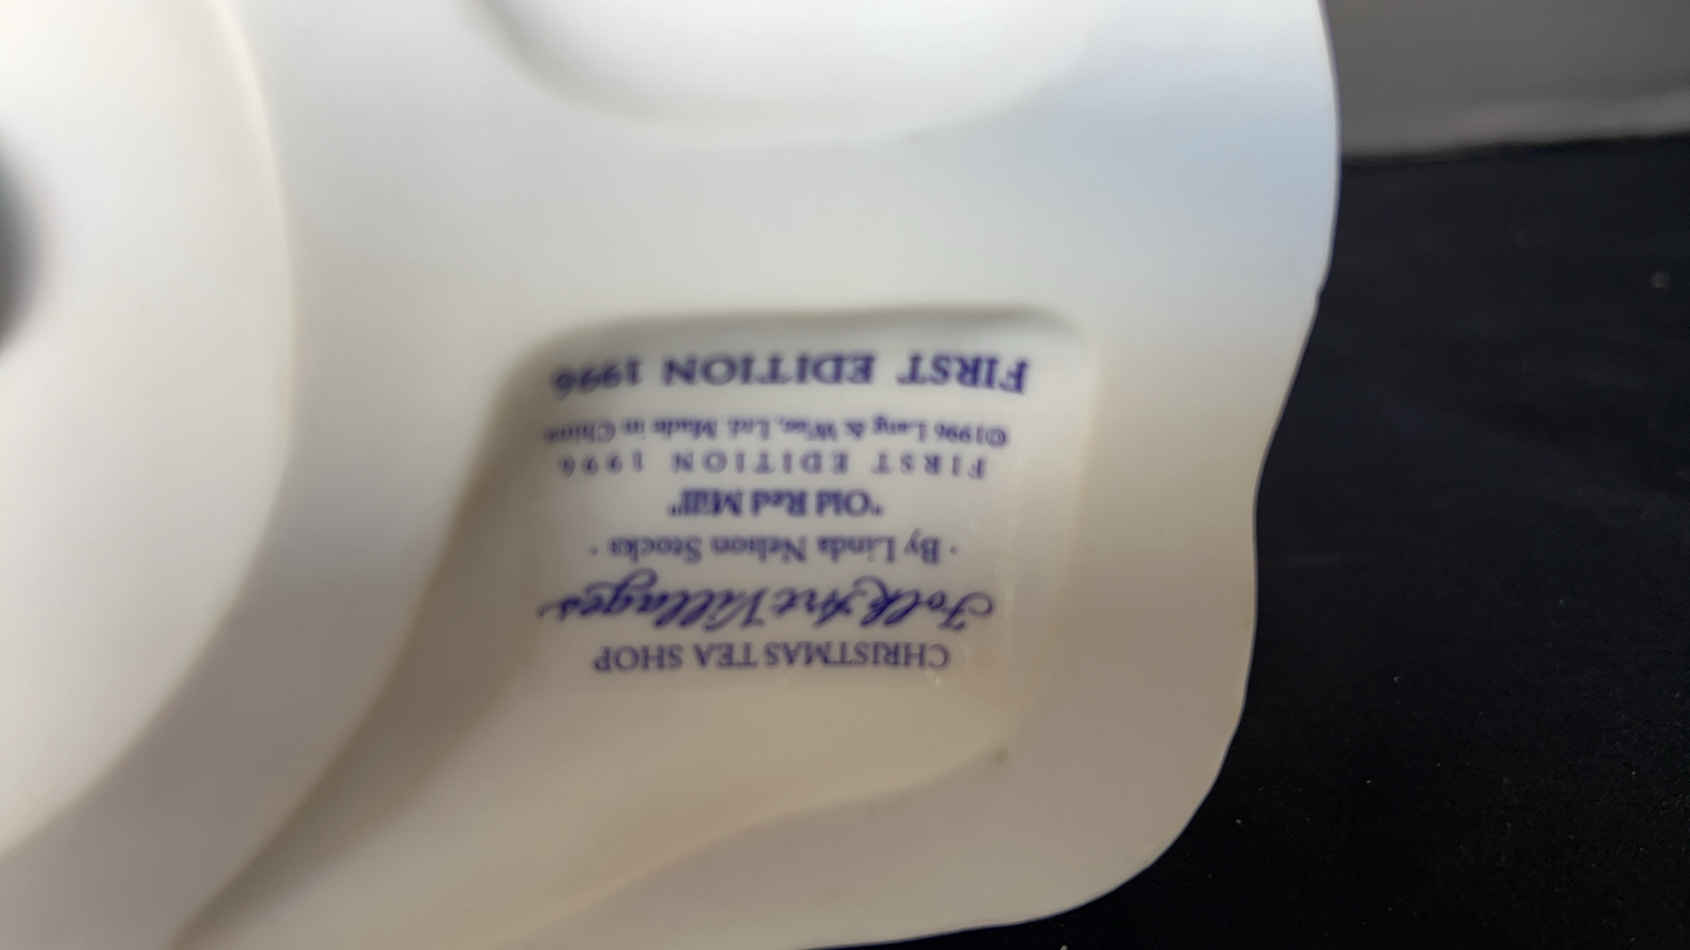 CHRISTMAS TEA SHOP
Folk Art Villages
· By Linda Nelson Stocks ·
"Old Red Mill"
FIRST EDITION 1996
©1996 Lang & Wise, Ltd. Made in China
FIRST EDITION 1996